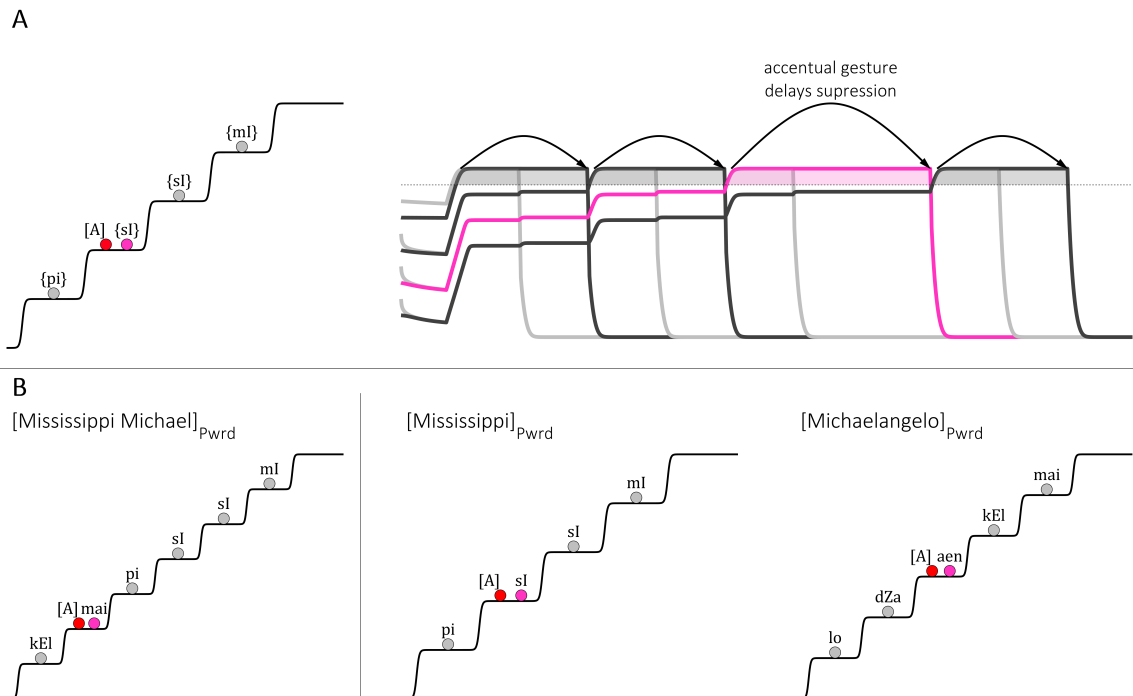 A
accentual gesture
delays supression
{mI}
{sI}
[A] {sI}
{pi}
B
[Mississippi Michael]Pwrd
[Mississippi]Pwrd
[Michaelangelo]Pwrd
mI
sI
sI
pi
[A] mai
kEl
mI
sI
[A] sI
pi
mai
kEl
[A] aen
dZa
lo